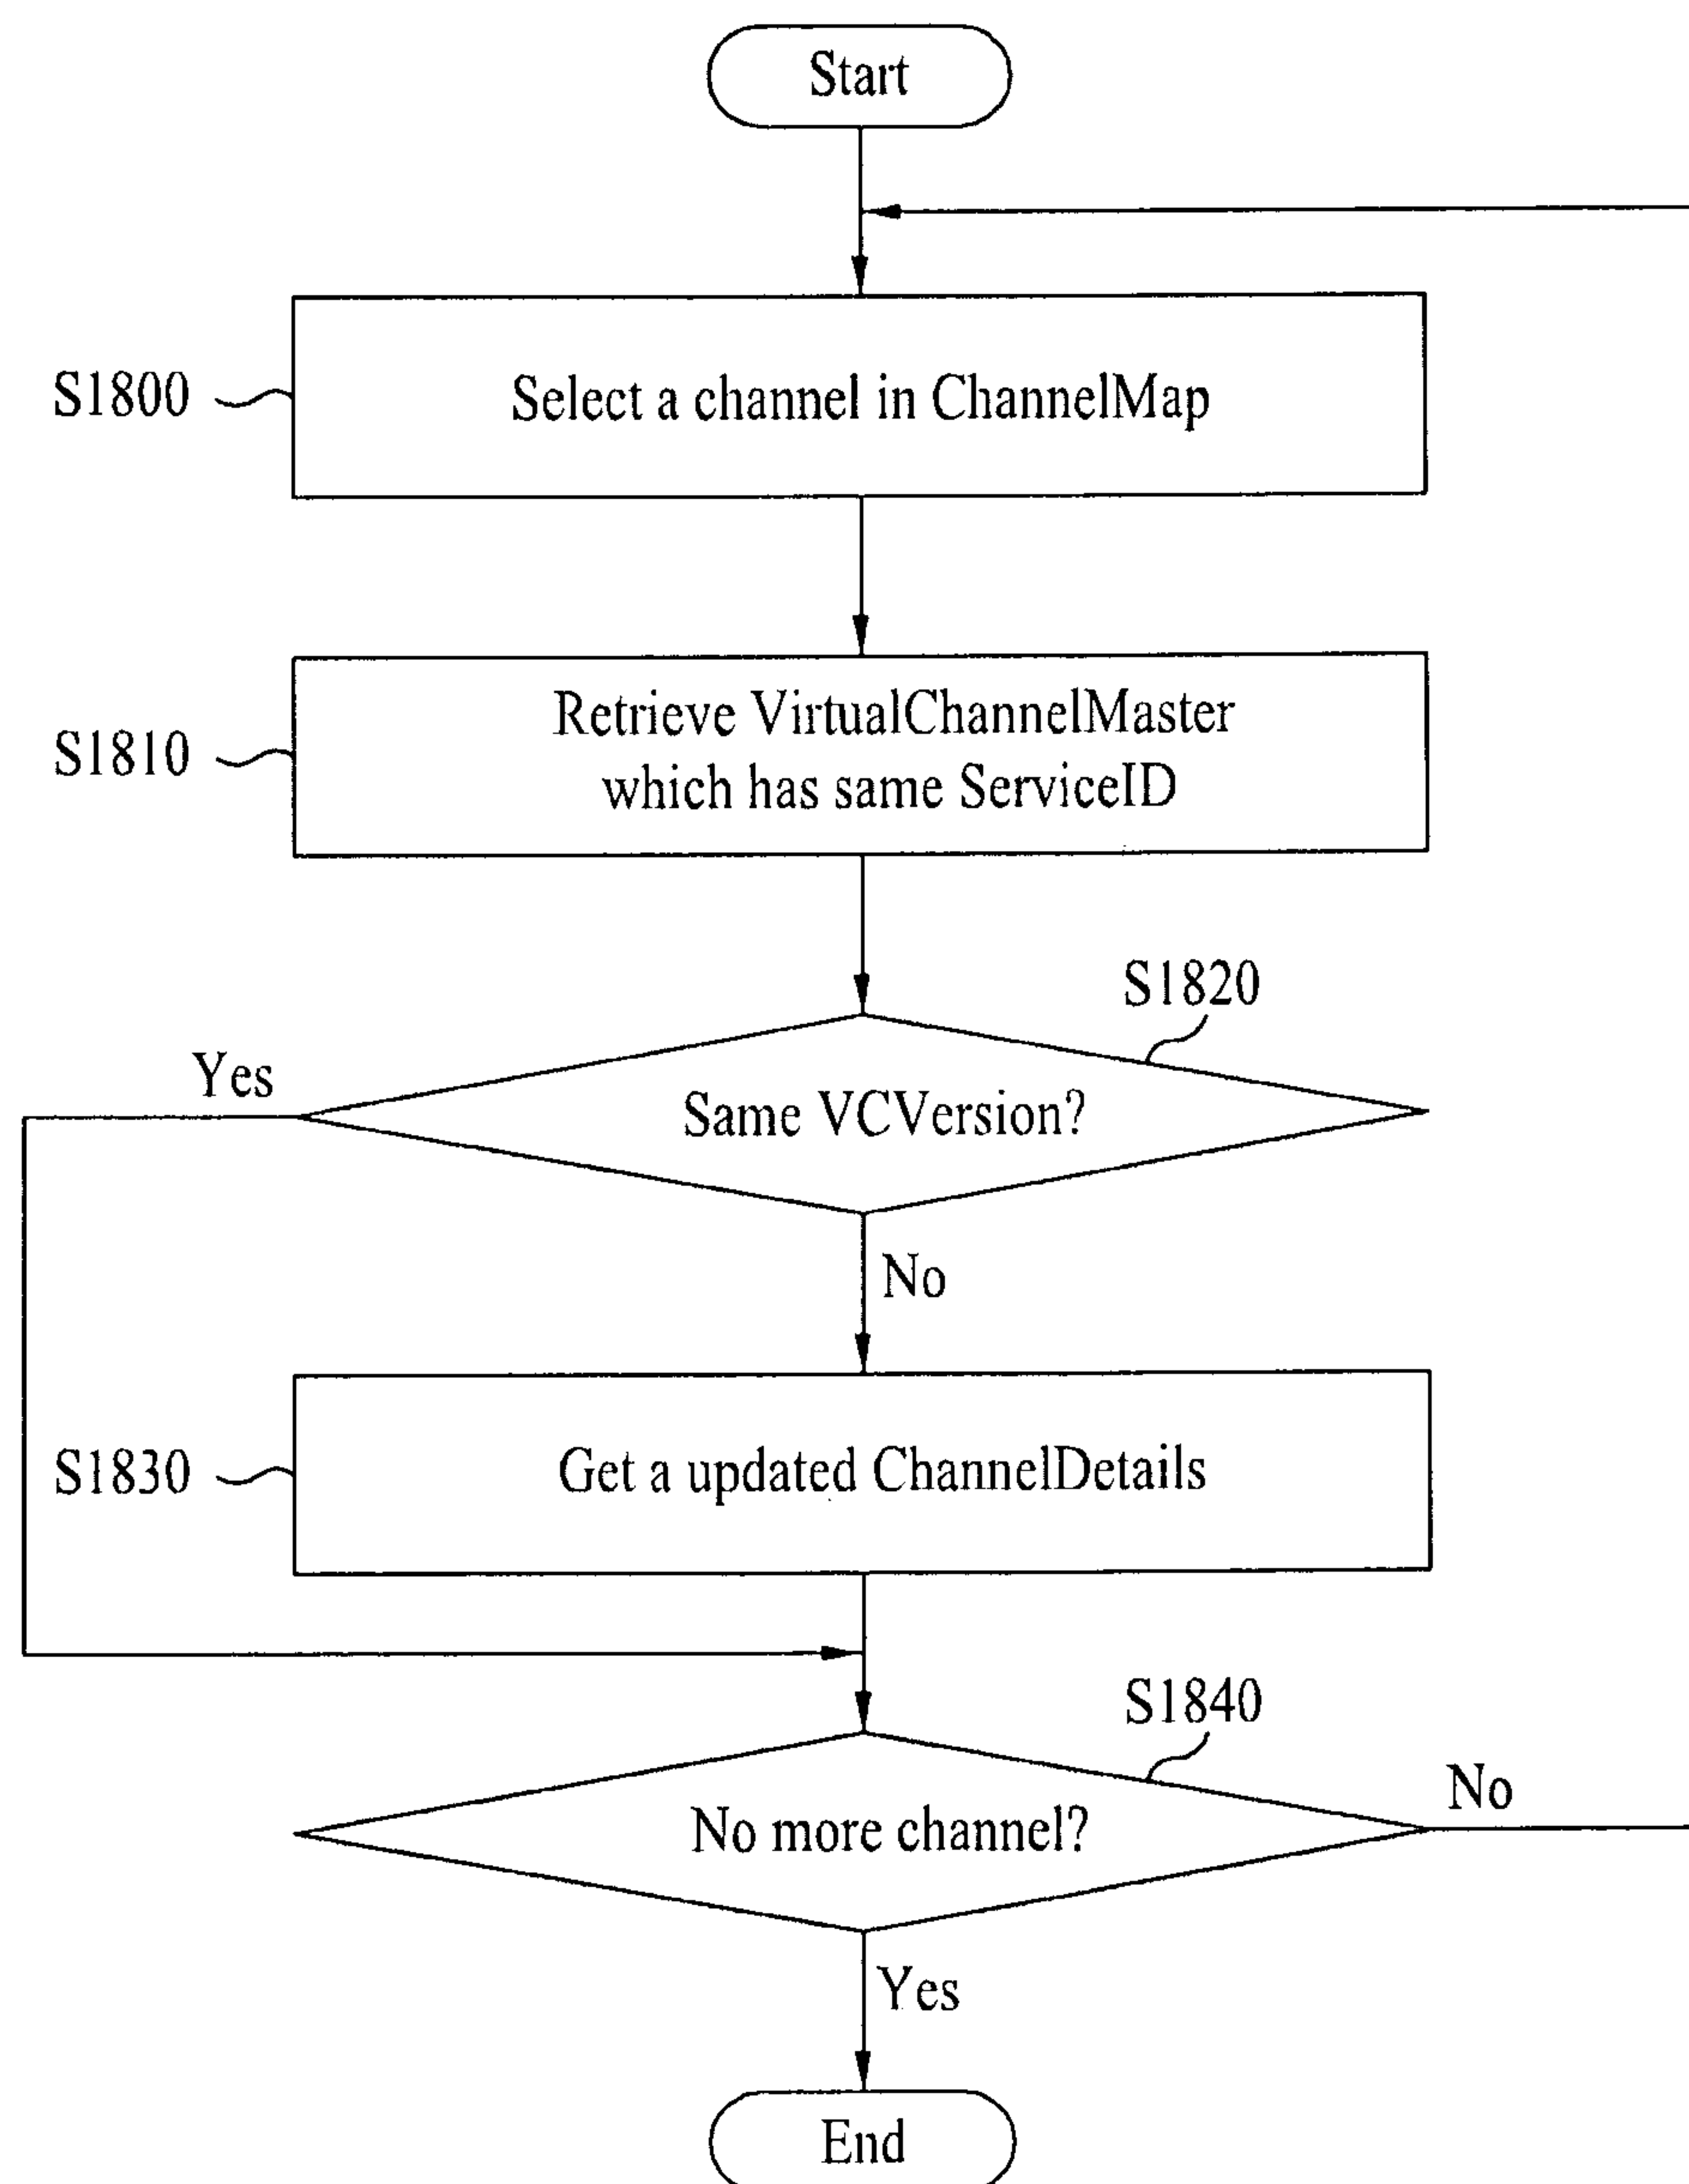 Start
S1800
Select a channel in ChannelMap
S1810
Retrieve VirtualChannelMaster
which has same ServiceID
S1820
Yes
Same VCVersion?
No
S1830
Get a updated ChannelDetails
S1840
No
No more channel?
Yes
End